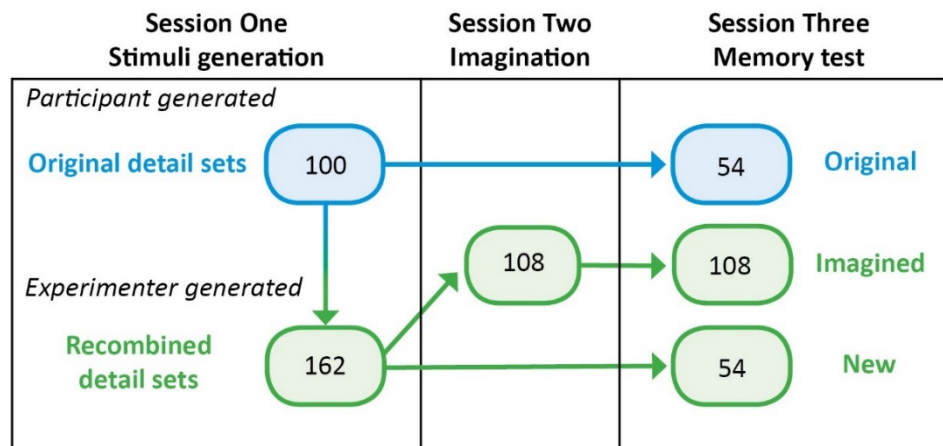 Session One
Stimuli generation
Session Two
Imagination
Session Three
Memory test
Participant generated
Original detail sets
100
54
Original
108
108
Imagined
Experimenter generated
Recombined
detail sets
162
54
New